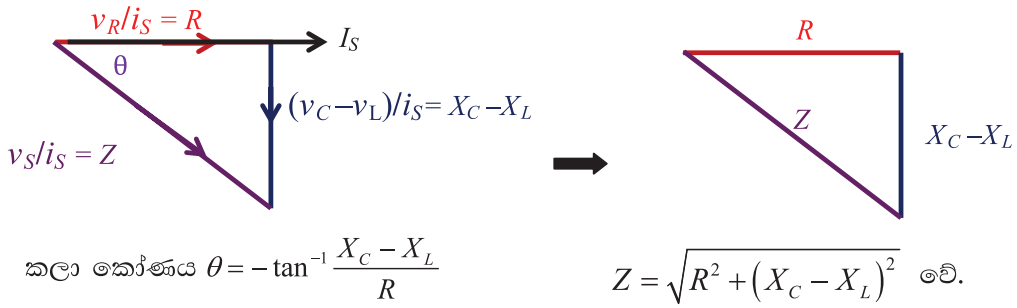 v_R/i_S = R
I_S
θ
(v_C–v_L)/i_S = X_C–X_L
v_S/i_S = Z
කලා කෝණය θ = – tan⁻¹ (X_C – X_L)/R
R
Z
X_C–X_L
Z = √(R² + (X_C – X_L)²) වේ.